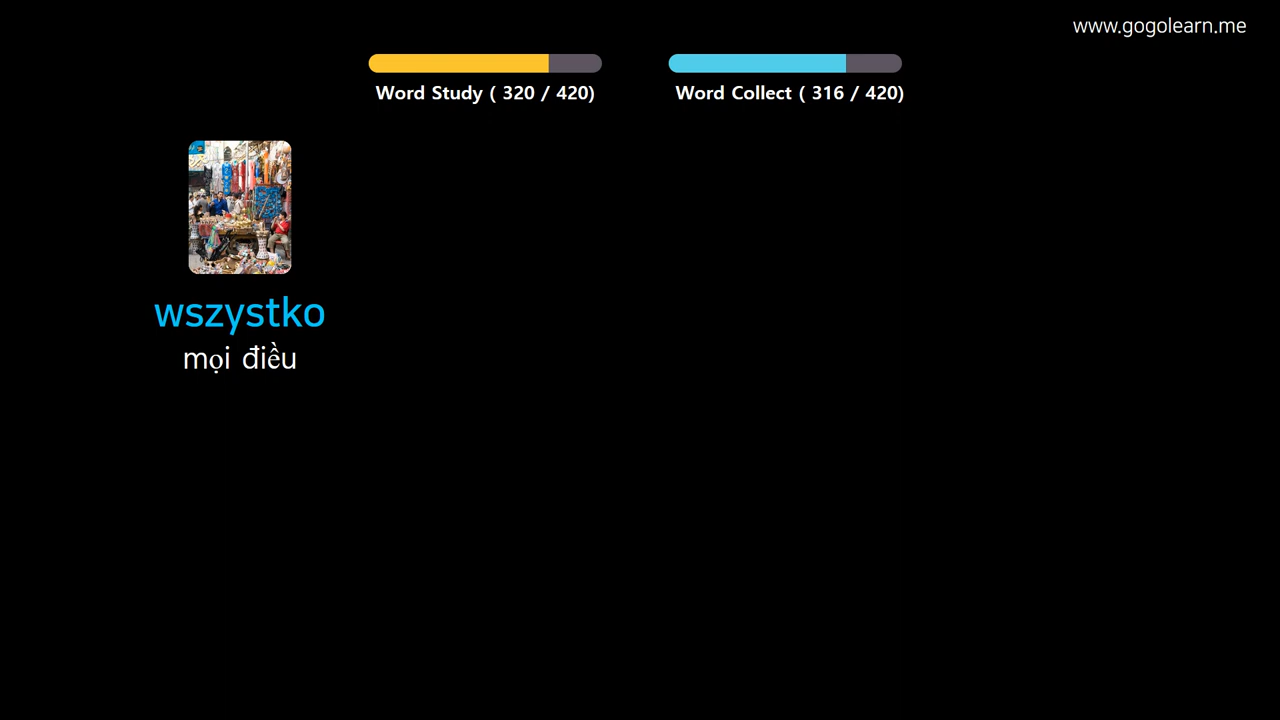 www.gogolearn.me
Word Study ( 320 / 420)
Word Collect ( 316 / 420)
wszystko
mọi điều